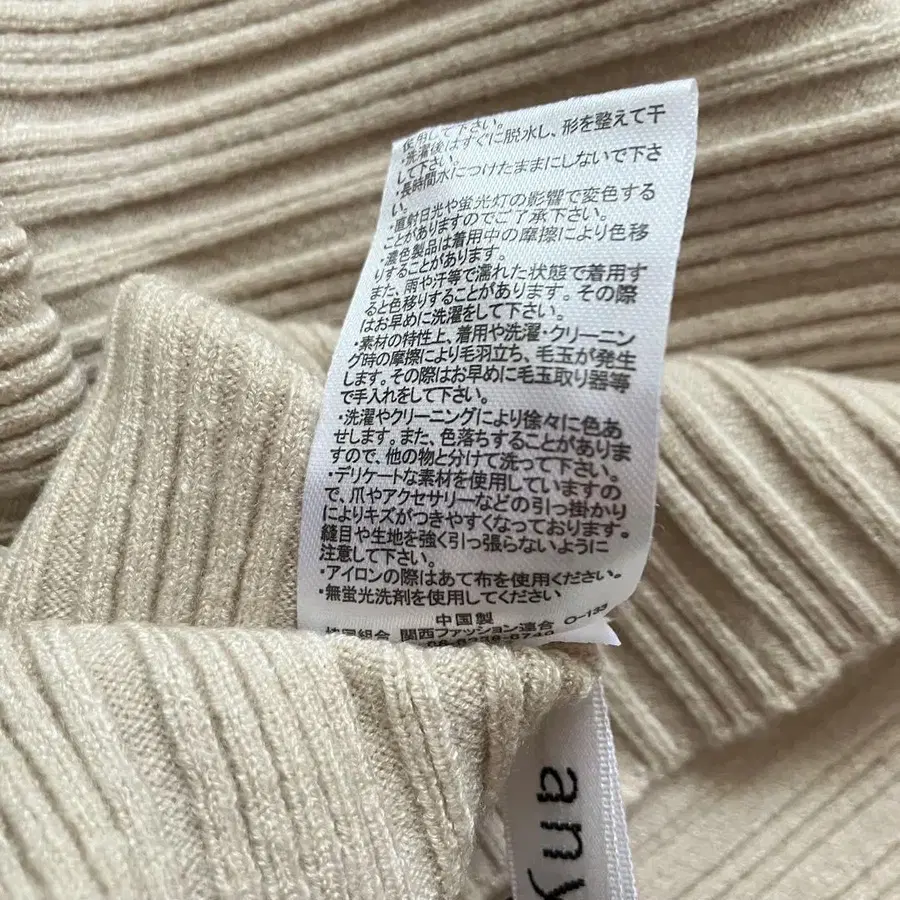 使用して下さい。
・洗濯後はすぐに脱水し、形を整えて干
して下さい。
・長時間水につけたままにしないで下さ
い。
・直射日光や蛍光灯の影響で変色する
ことがありますのでご了承下さい。
・濃色製品は着用中の摩擦により色移
りすることがあります。
また、雨や汗等で濡れた状態で着用す
ると色移りすることがあります。その際
はお早めに洗濯をして下さい。
・素材の特性上、着用や洗濯・クリーニン
グ時の摩擦により毛羽立ち、毛玉が発生
します。その際はお早めに毛玉取り器等
で手入れをして下さい。
・洗濯やクリーニングにより徐々に色あ
せします。また、色落ちすることがありま
すので、他の物と分けて洗って下さい。
・デリケートな素材を使用していますの
で、爪やアクセサリーなどの引っ掛かり
によりキズがつきやすくなっております。
縫目や生地を強く引っ張らないように
注意して下さい。
・アイロンの際はあて布を使用ください。
・無蛍光洗剤を使用してください
中国製
組合 関西ファッション連合 O-133
any